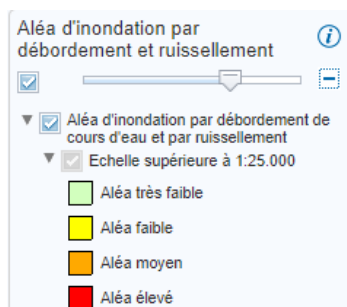 Aléa d'inondation par
débordement et ruissellement
Aléa d'inondation par débordement de
cours d'eau et par ruissellement
Echelle supérieure à 1:25.000
Aléa très faible
Aléa faible
Aléa moyen
Aléa élevé